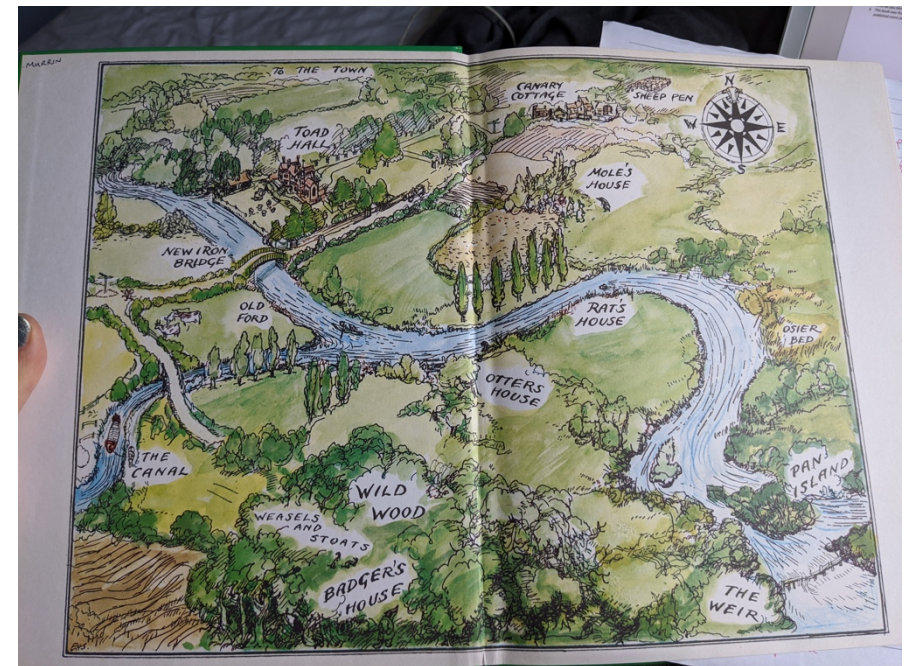 MARRIN
TO THE TOWN
CANARY
COTTAGE
SHEEP PEN
N
W
E
S
TOAD
HALL
MOLE'S
HOUSE
NEW IRON
BRIDGE
OLD
FORD
RAT'S
HOUSE
OSIER
BED
OTTERS
HOUSE
THE
CANAL
PAN
ISLAND
WILD
WOOD
WEASELS
AND
STOATS
BADGER'S
HOUSE
THE
WEIR